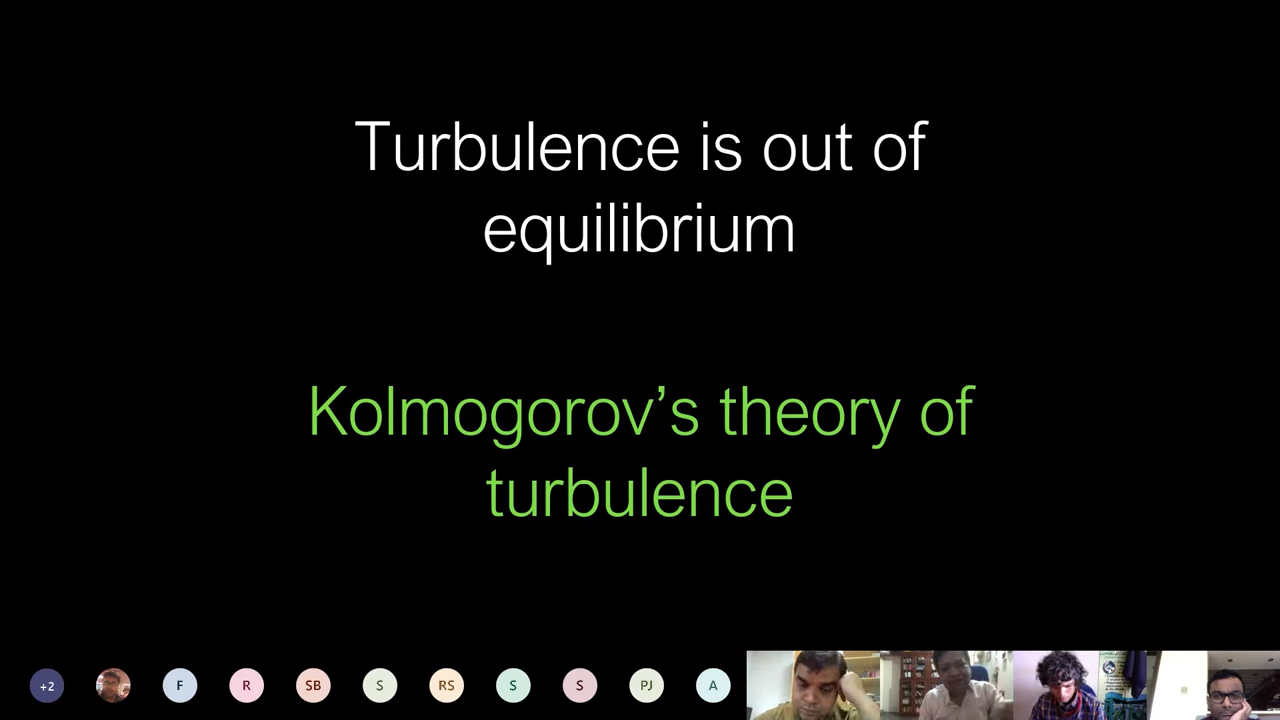 Turbulence is out of
equilibrium
Kolmogorov’s theory of
turbulence
+2
F
R
SB
S
RS
S
S
PJ
A